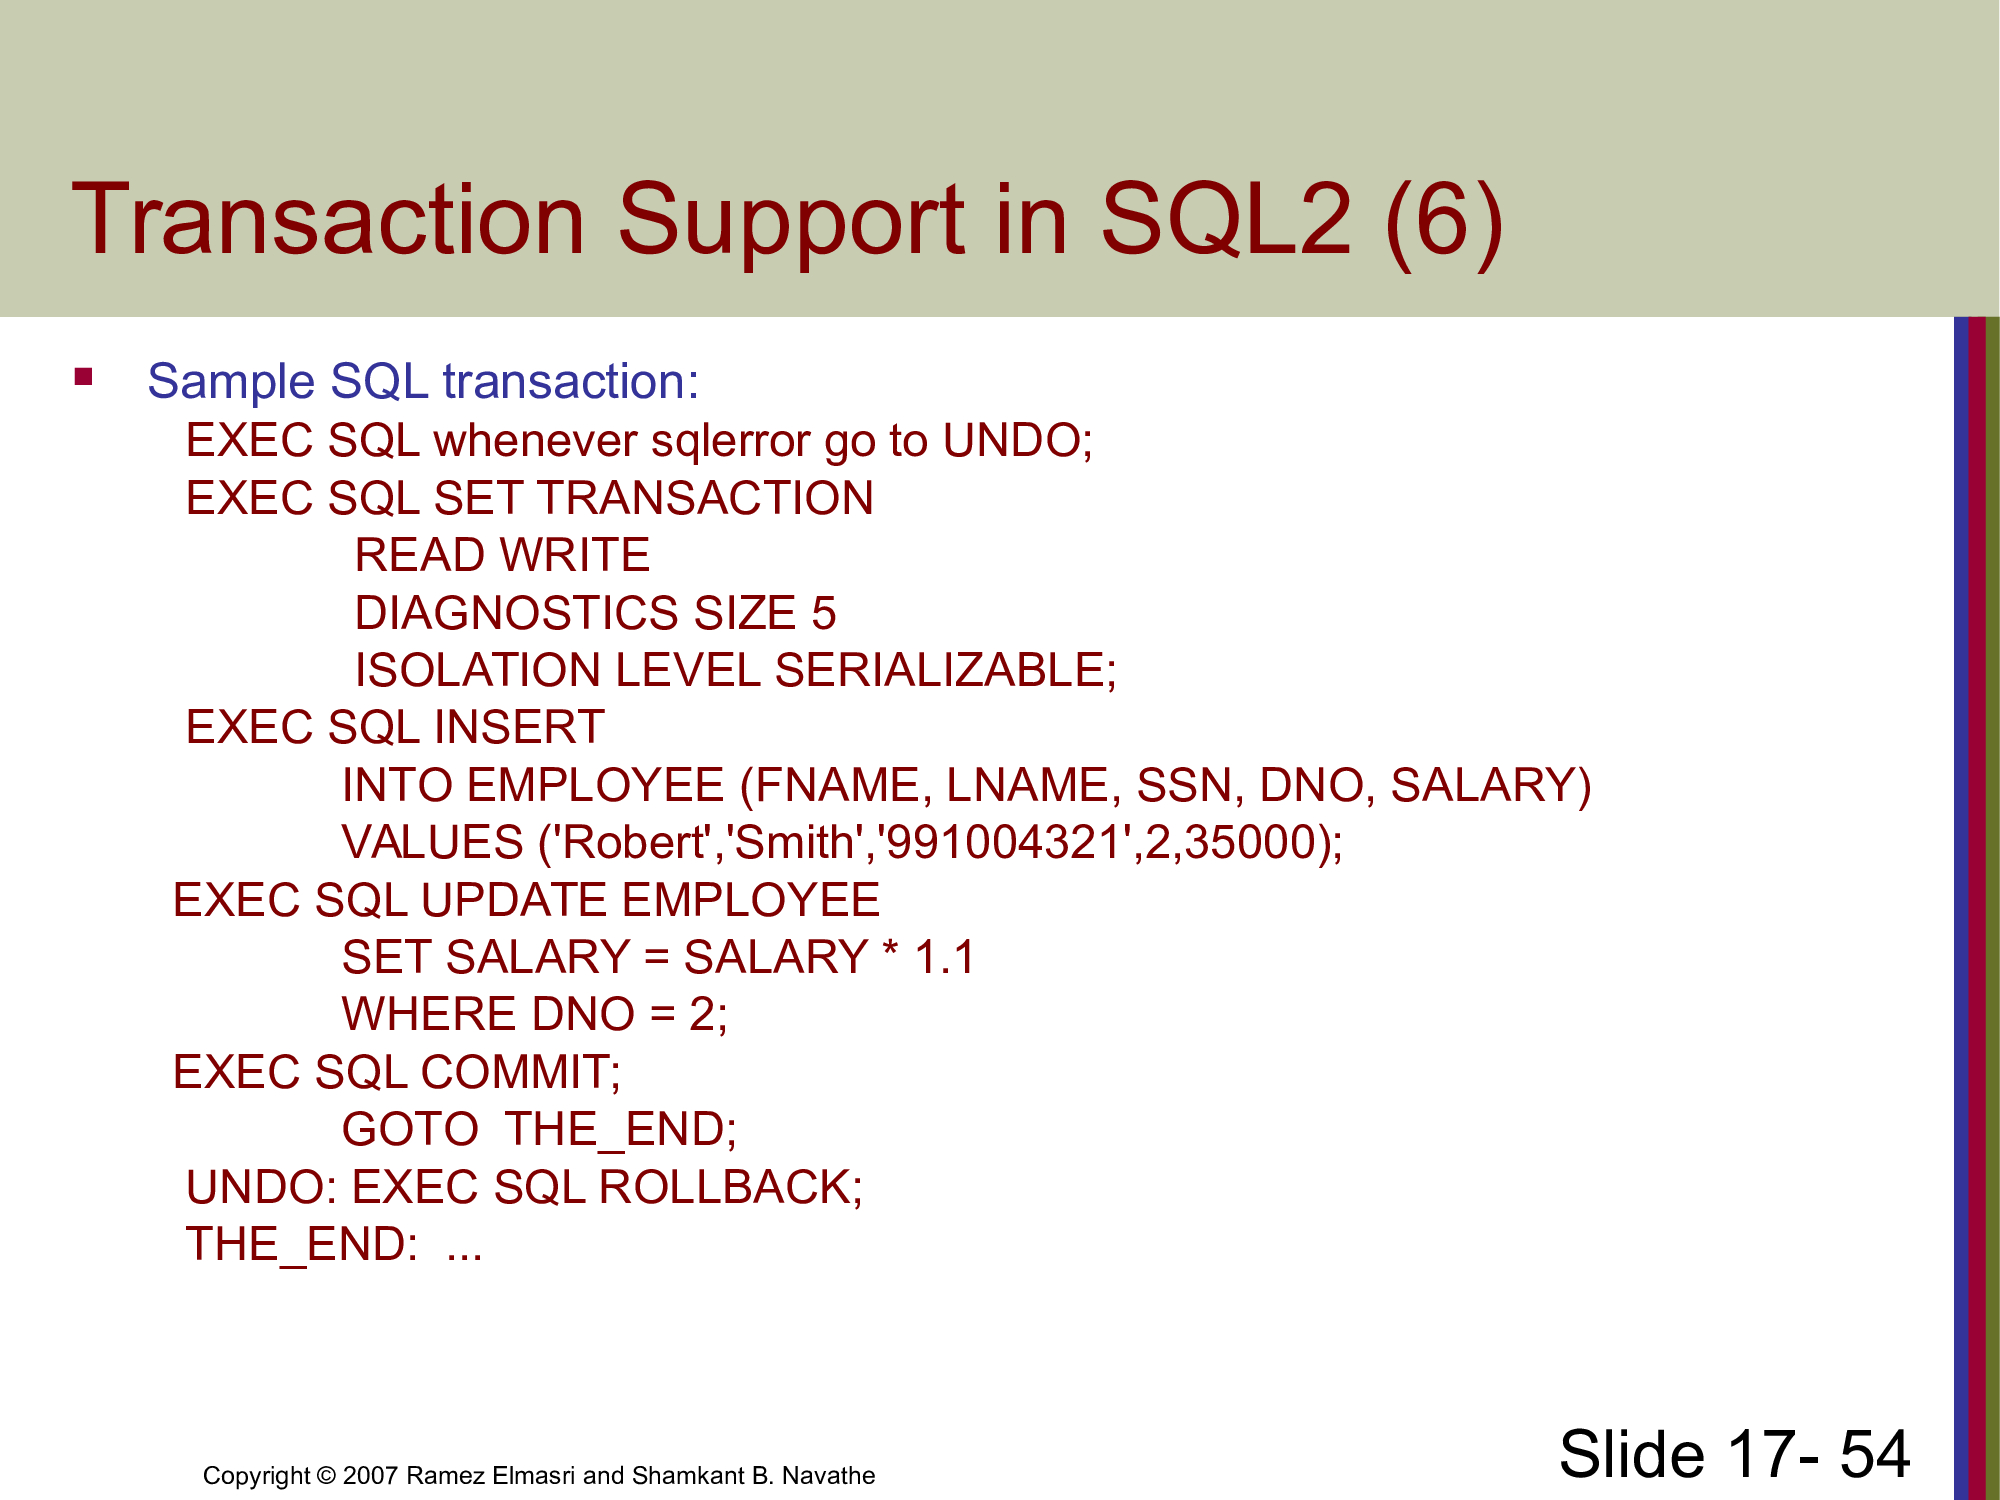 Transaction Support in SQL2 (6)
Sample SQL transaction:
EXEC SQL whenever sqlerror go to UNDO;
EXEC SQL SET TRANSACTION
READ WRITE
DIAGNOSTICS SIZE 5
ISOLATION LEVEL SERIALIZABLE;
EXEC SQL INSERT
INTO EMPLOYEE (FNAME, LNAME, SSN, DNO, SALARY)
VALUES ('Robert','Smith','991004321',2,35000);
EXEC SQL UPDATE EMPLOYEE
SET SALARY = SALARY * 1.1
WHERE DNO = 2;
EXEC SQL COMMIT;
GOTO THE_END;
UNDO: EXEC SQL ROLLBACK;
THE_END: ...
Copyright © 2007 Ramez Elmasri and Shamkant B. Navathe
Slide 17- 54